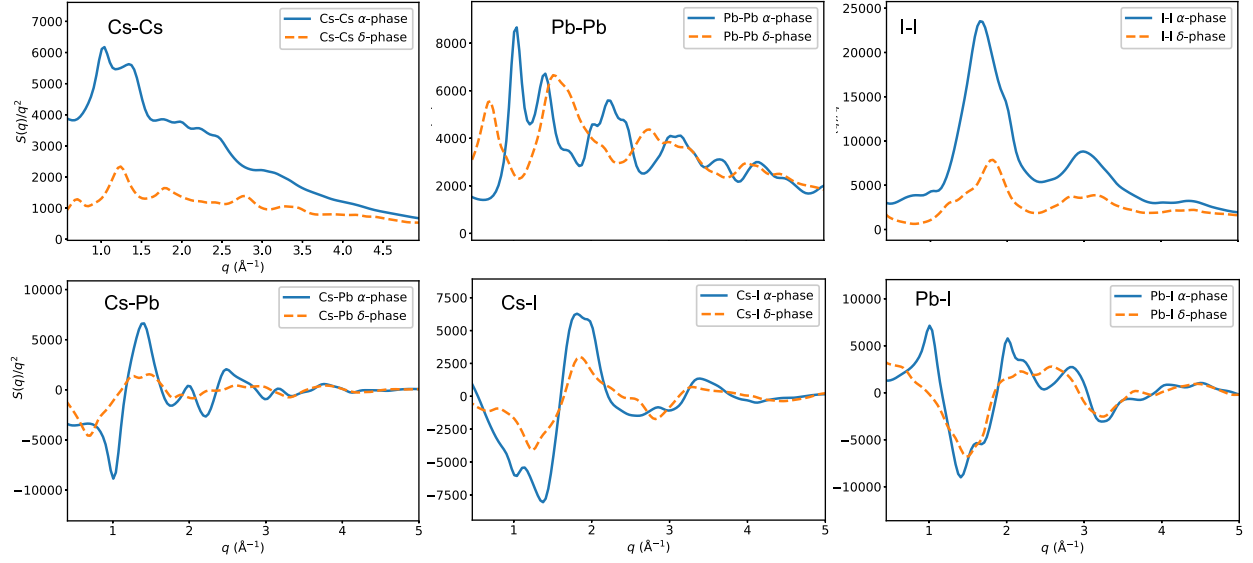 Cs-Cs
Cs-Cs α-phase
Cs-Cs δ-phase
S(q)/q²
7000
6000
5000
4000
3000
2000
1000
0
1.0 1.5 2.0 2.5 3.0 3.5 4.0 4.5
q (Å⁻¹)
Pb-Pb
Pb-Pb α-phase
Pb-Pb δ-phase
8000
6000
4000
2000
0
I-I
I-I α-phase
I-I δ-phase
25000
20000
15000
10000
5000
0
Cs-Pb
Cs-Pb α-phase
Cs-Pb δ-phase
S(q)/q²
10000
5000
0
−5000
−10000
1 2 3 4 5
q (Å⁻¹)
Cs-I
Cs-I α-phase
Cs-I δ-phase
7500
5000
2500
0
−2500
−5000
−7500
1 2 3 4 5
q (Å⁻¹)
Pb-I
Pb-I α-phase
Pb-I δ-phase
10000
5000
0
−5000
−10000
1 2 3 4 5
q (Å⁻¹)